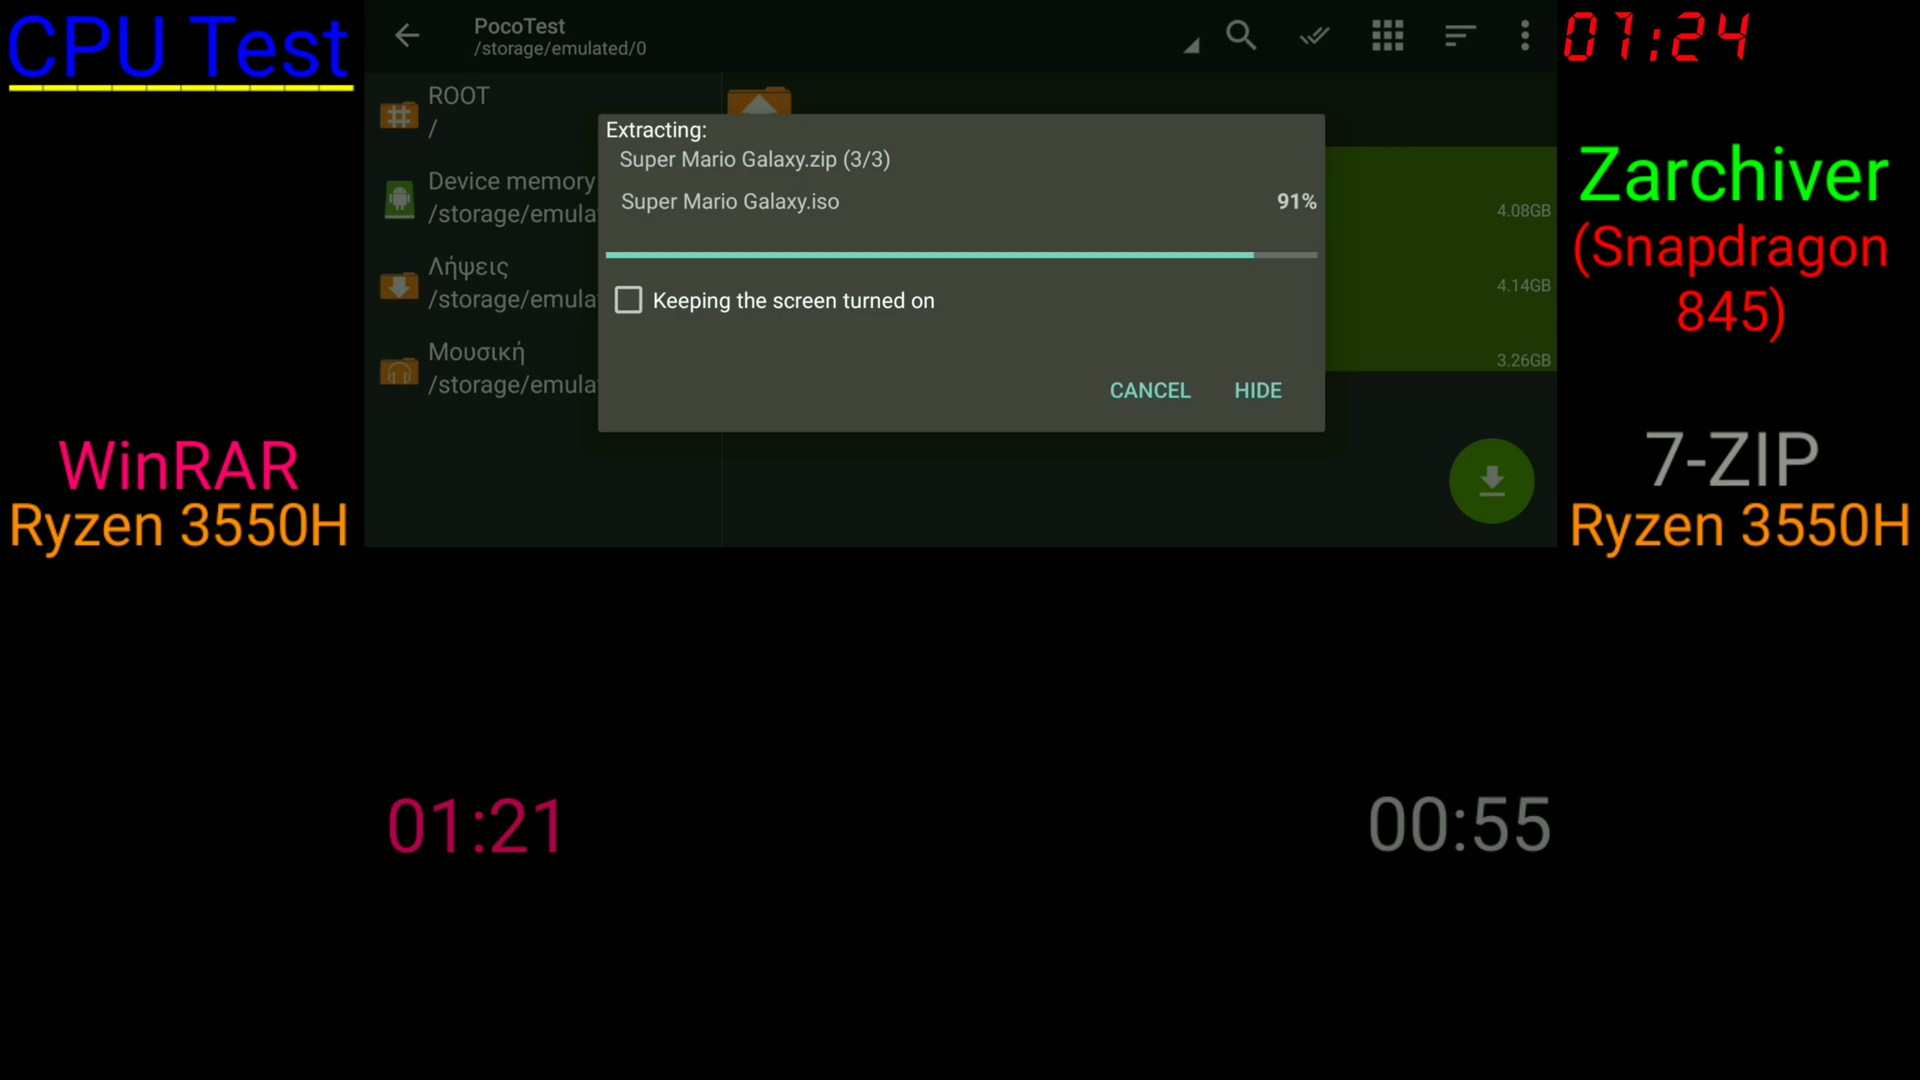 CPU Test
PocoTest
/storage/emulated/0
07:24
ROOT
/
Device memory
/storage/emula
Λήψεις
/storage/emula
Μουσική
/storage/emula
Extracting:
Super Mario Galaxy.zip (3/3)
Super Mario Galaxy.iso
91%
Keeping the screen turned on
CANCEL
HIDE
4.08GB
4.14GB
3.26GB
Zarchiver
(Snapdragon
845)
WinRAR
Ryzen 3550H
7-ZIP
Ryzen 3550H
01:21
00:55